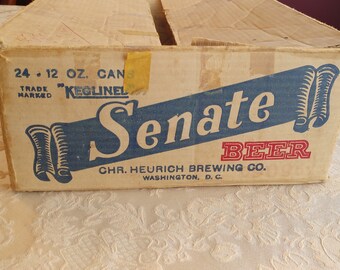 24 - 12 OZ. CANS
TRADE MARKED "KEGLINED"
Senate
BEER
CHR. HEURICH BREWING CO.
WASHINGTON, D. C.